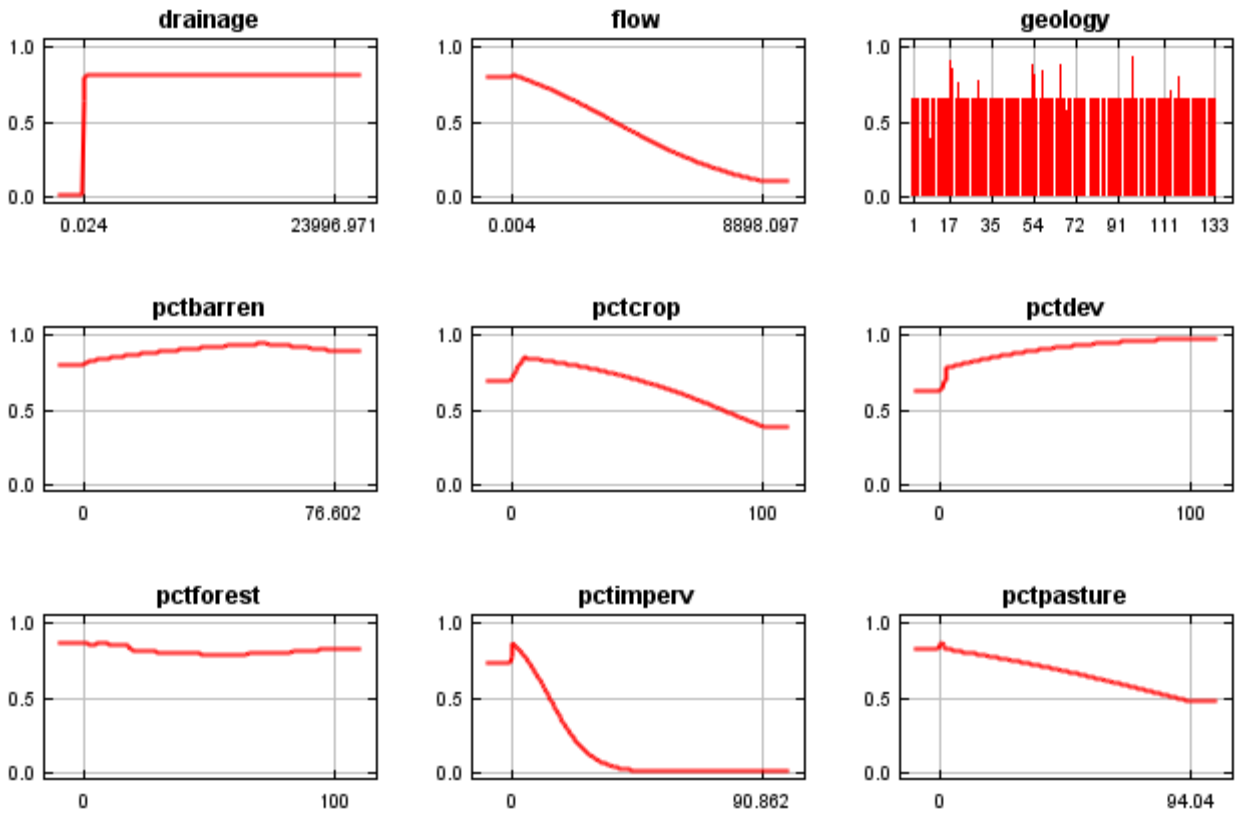 drainage flow geology
1.0 1.0 1.0
0.5 0.5 0.5
0.0 0.0 0.0
0.024 23996.971 0.004 8898.097 1 17 35 54 72 91 111 133
pctbarren pctcrop pctdev
1.0 1.0 1.0
0.5 0.5 0.5
0.0 0.0 0.0
0 76.602 0 100 0 100
pctforest pctimperv pctpasture
1.0 1.0 1.0
0.5 0.5 0.5
0.0 0.0 0.0
0 100 0 90.862 0 94.04